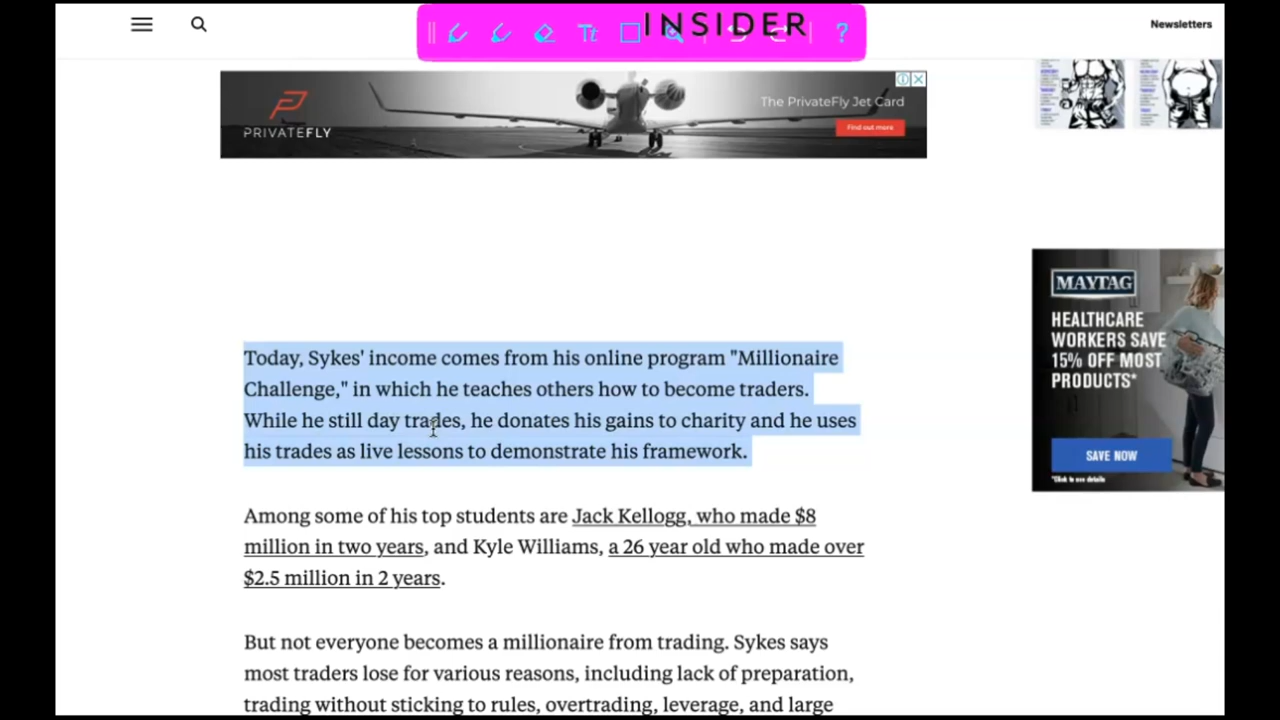 INSIDER
Newsletters
Tt
?
PRIVATEFLY
The PrivateFly Jet Card
Find out more
Today, Sykes' income comes from his online program "Millionaire
Challenge," in which he teaches others how to become traders.
While he still day trades, he donates his gains to charity and he uses
his trades as live lessons to demonstrate his framework.
MAYTAG
HEALTHCARE
WORKERS SAVE
15% OFF MOST
PRODUCTS*
SAVE NOW
*Click to see details
Among some of his top students are Jack Kellogg, who made $8
million in two years, and Kyle Williams, a 26 year old who made over
$2.5 million in 2 years.
But not everyone becomes a millionaire from trading. Sykes says
most traders lose for various reasons, including lack of preparation,
trading without sticking to rules, overtrading, leverage, and large